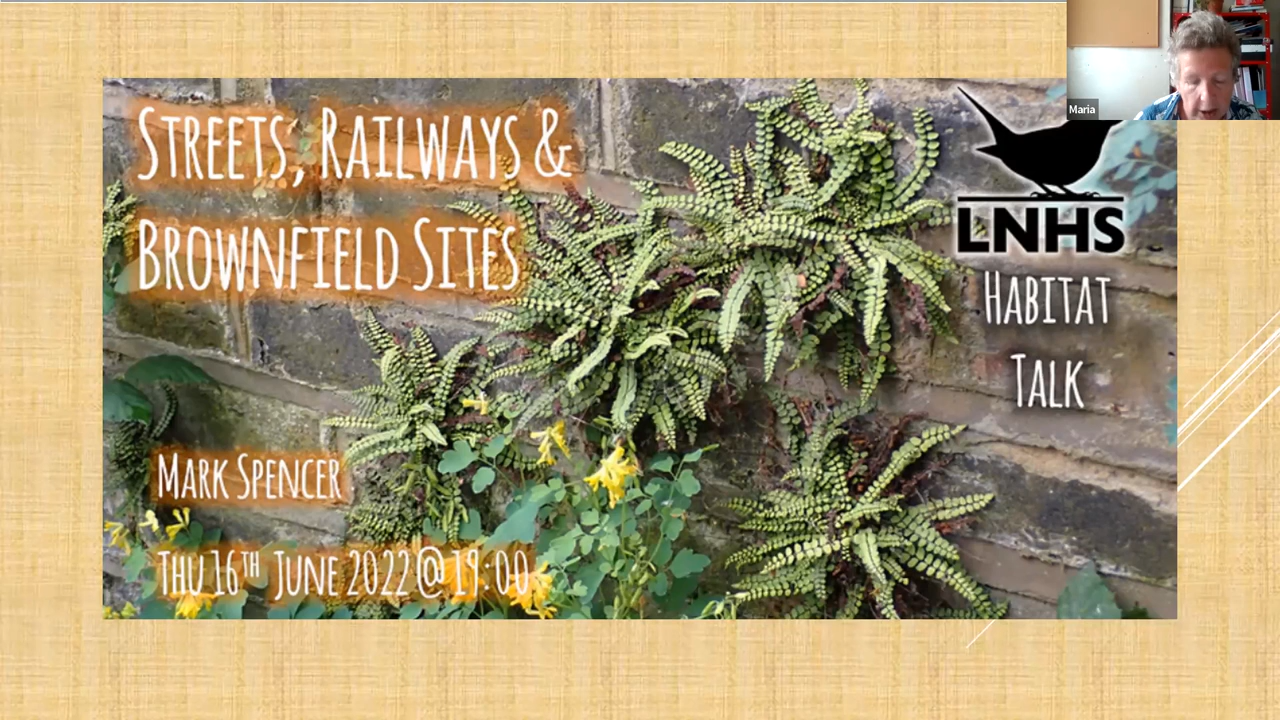 Streets, Railways &
Brownfield Sites
Mark Spencer
Thu 16th June 2022 @ 19:00
LNHS
Habitat
Talk
Maria